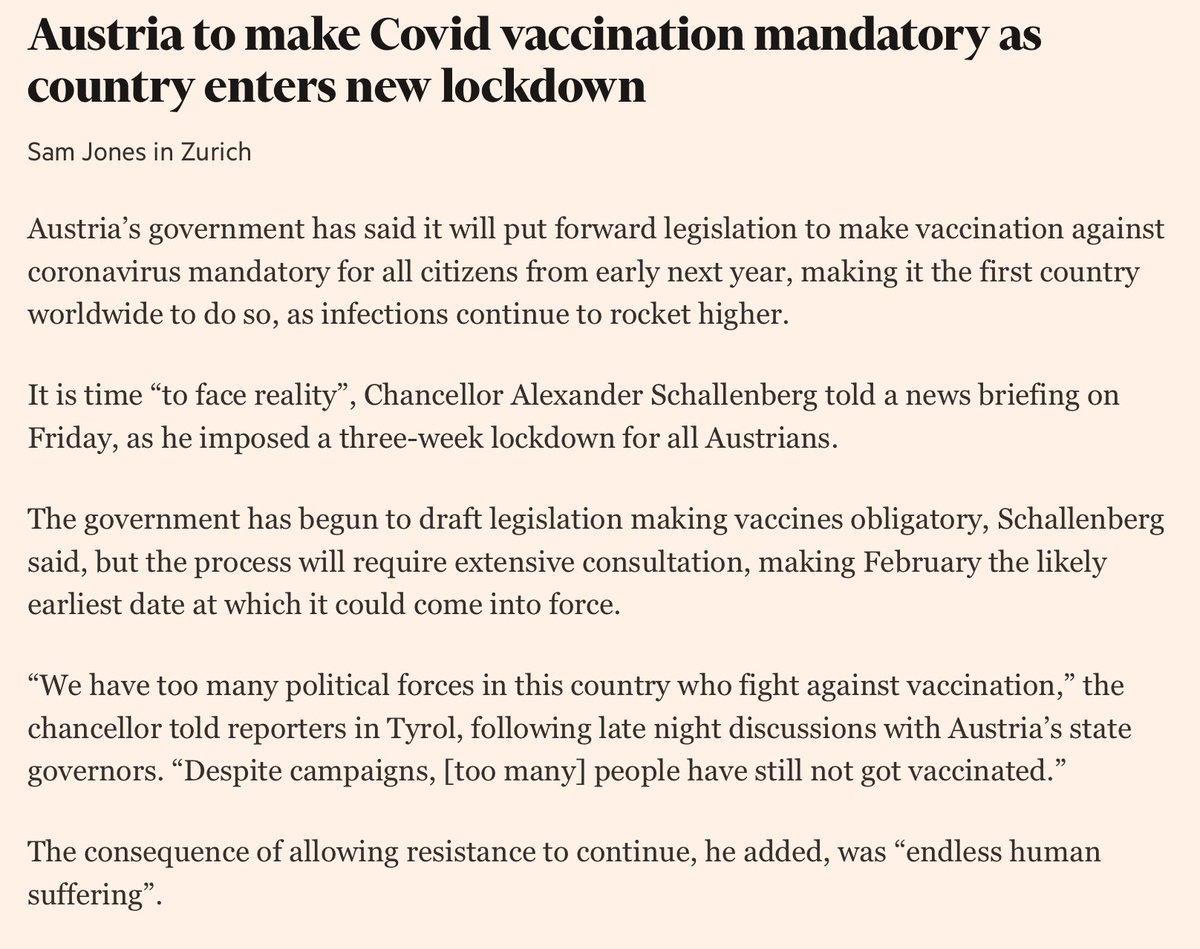 Austria to make Covid vaccination mandatory as
country enters new lockdown
Sam Jones in Zurich
Austria’s government has said it will put forward legislation to make vaccination against
coronavirus mandatory for all citizens from early next year, making it the first country
worldwide to do so, as infections continue to rocket higher.
It is time “to face reality”, Chancellor Alexander Schallenberg told a news briefing on
Friday, as he imposed a three-week lockdown for all Austrians.
The government has begun to draft legislation making vaccines obligatory, Schallenberg
said, but the process will require extensive consultation, making February the likely
earliest date at which it could come into force.
“We have too many political forces in this country who fight against vaccination,” the
chancellor told reporters in Tyrol, following late night discussions with Austria’s state
governors. “Despite campaigns, [too many] people have still not got vaccinated.”
The consequence of allowing resistance to continue, he added, was “endless human
suffering”.